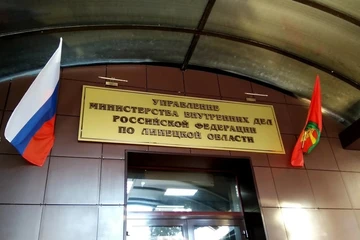 УПРАВЛЕНИЕ
МИНИСТЕРСТВА ВНУТРЕННИХ ДЕЛ
РОССИЙСКОЙ ФЕДЕРАЦИИ
ПО ЛИПЕЦКОЙ ОБЛАСТИ